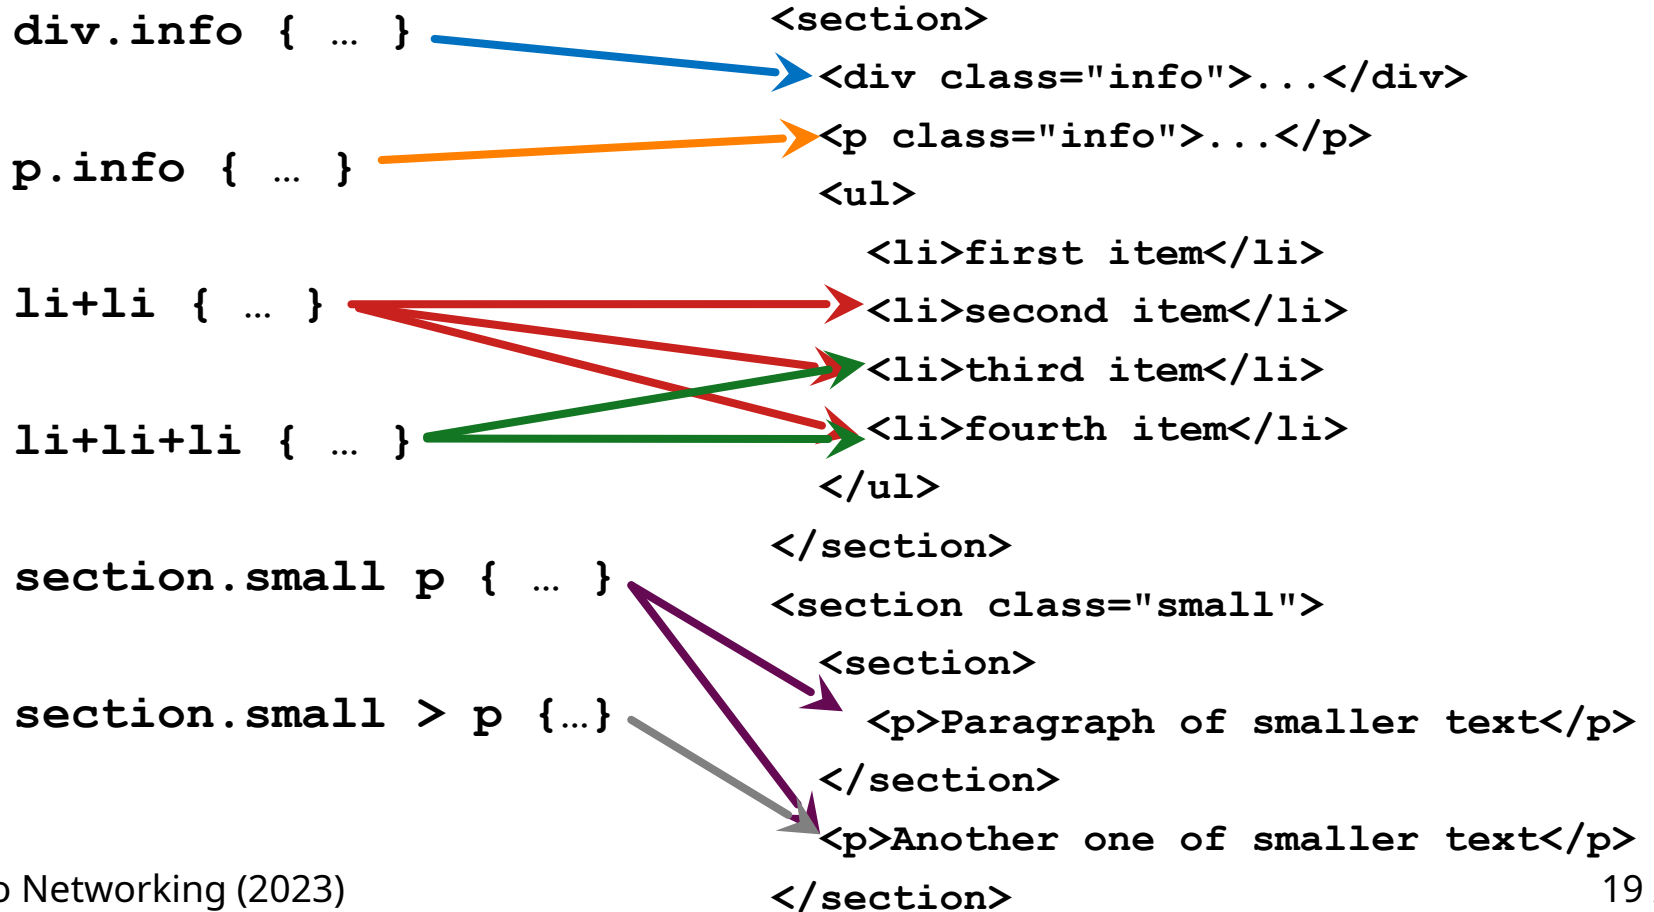 div.info { … }
p.info { … }
li+li { … }
li+li+li { … }
section.small p { … }
section.small > p {…}
<section>
<div class="info">...</div>
<p class="info">...</p>
<ul>
<li>first item</li>
<li>second item</li>
<li>third item</li>
<li>fourth item</li>
</ul>
</section>
<section class="small">
<section>
<p>Paragraph of smaller text</p>
</section>
<p>Another one of smaller text</p>
</section>
Networking (2023)
19